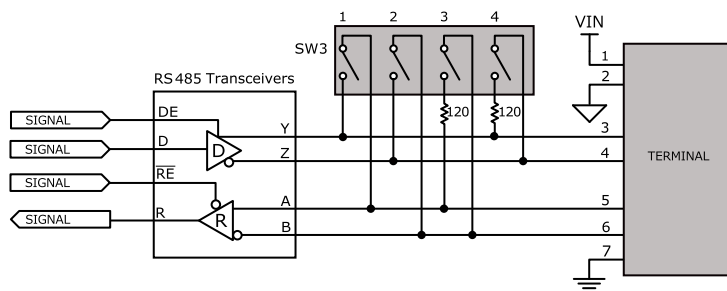 1 2 3 4
SW3
VIN
RS485 Transceivers
SIGNAL DE
SIGNAL D D Y
Z
SIGNAL RE
SIGNAL R R A
B
120 120
1
2
3
4
5
6
7
TERMINAL